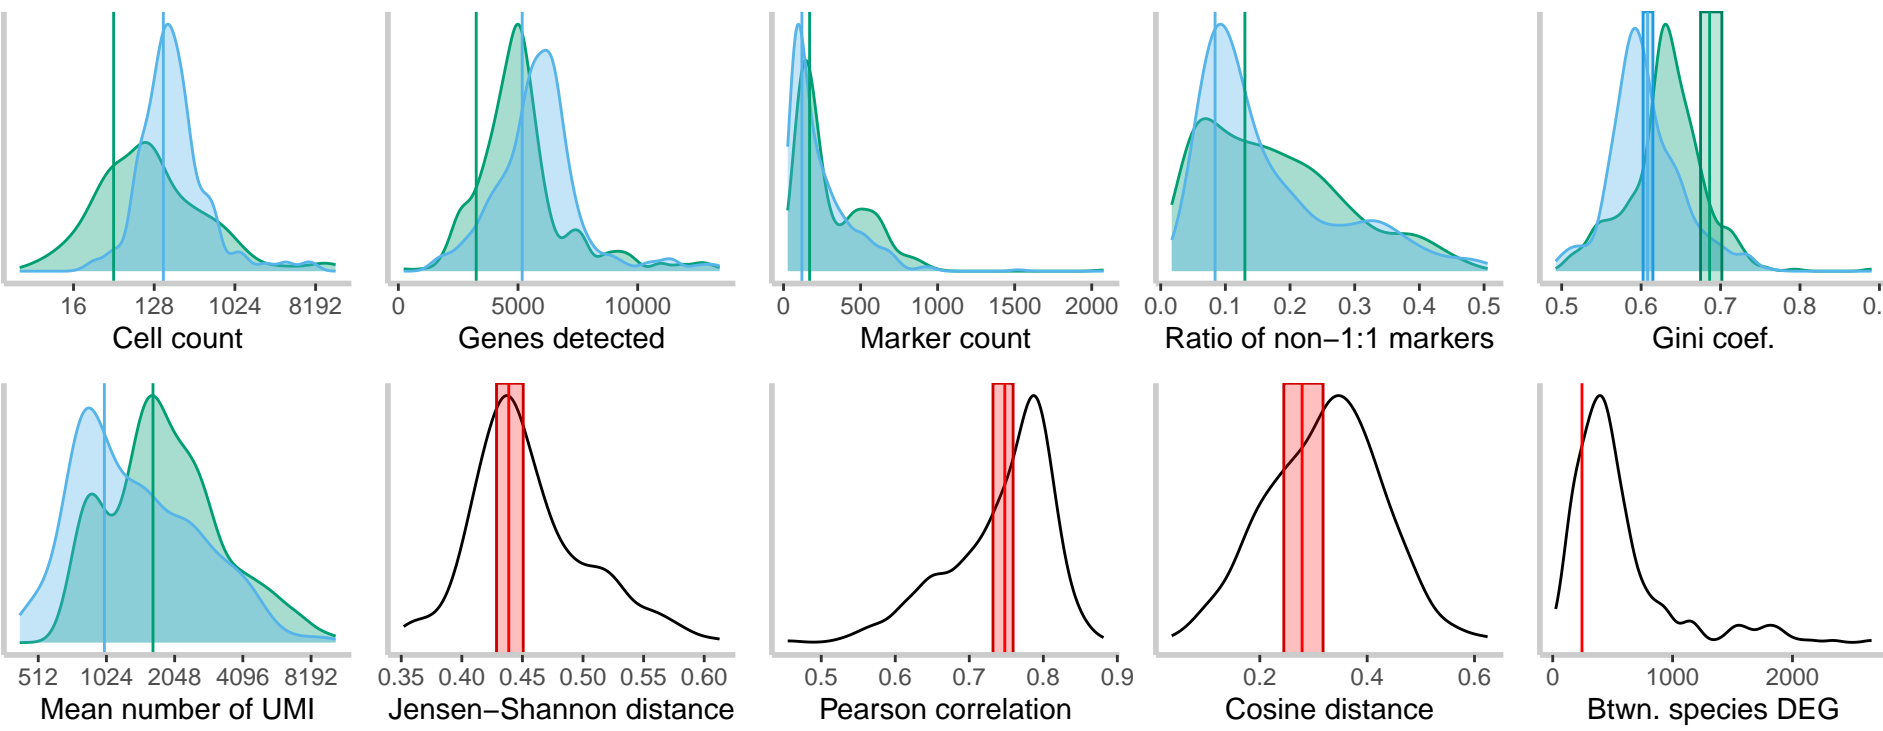 16 128 1024 8192
Cell count
0 5000 10000
Genes detected
0 500 1000 1500 2000
Marker count
0.0 0.1 0.2 0.3 0.4 0.5
Ratio of non−1:1 markers
0.5 0.6 0.7 0.8 0.
Gini coef.
512 1024 2048 4096 8192
Mean number of UMI
0.35 0.40 0.45 0.50 0.55 0.60
Jensen−Shannon distance
0.5 0.6 0.7 0.8 0.9
Pearson correlation
0.2 0.4 0.6
Cosine distance
0 1000 2000
Btwn. species DEG